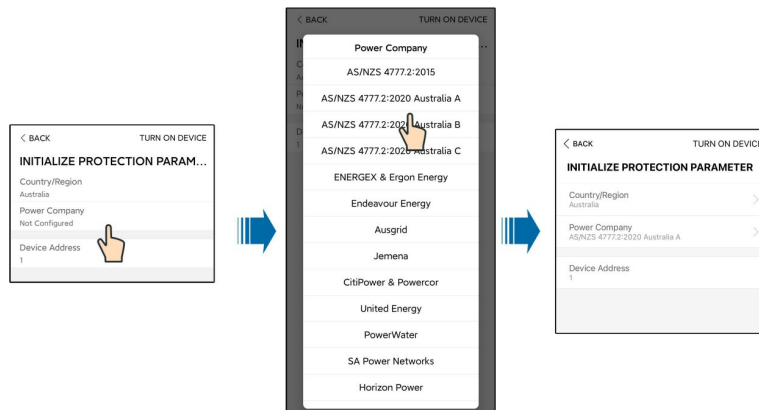 < BACK TURN ON DEVICE
INITIALIZE PROTECTION PARAM...
Country/Region
Australia
Power Company
Not Configured
Device Address
1
< BACK TURN ON DEVICE
Power Company
AS/NZS 4777.2:2015
AS/NZS 4777.2:2020 Australia A
AS/NZS 4777.2:2020 Australia B
AS/NZS 4777.2:2020 Australia C
ENERGEX & Ergon Energy
Endeavour Energy
Ausgrid
Jemena
CitiPower & Powercor
United Energy
PowerWater
SA Power Networks
Horizon Power
< BACK TURN ON DEVICE
INITIALIZE PROTECTION PARAMETER
Country/Region
Australia
Power Company
AS/NZS 4777.2:2020 Australia A
Device Address
1